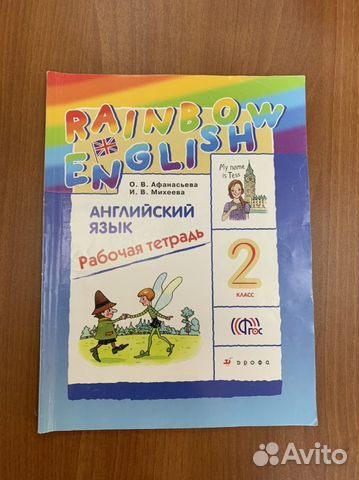 RAINBOW
ENGLISH
О. В. Афанасьева
И. В. Михеева
My name
is Tess
АНГЛИЙСКИЙ
ЯЗЫК
Рабочая тетрадь
2
КЛАСС
ФГОС
ДРОФА
Avito